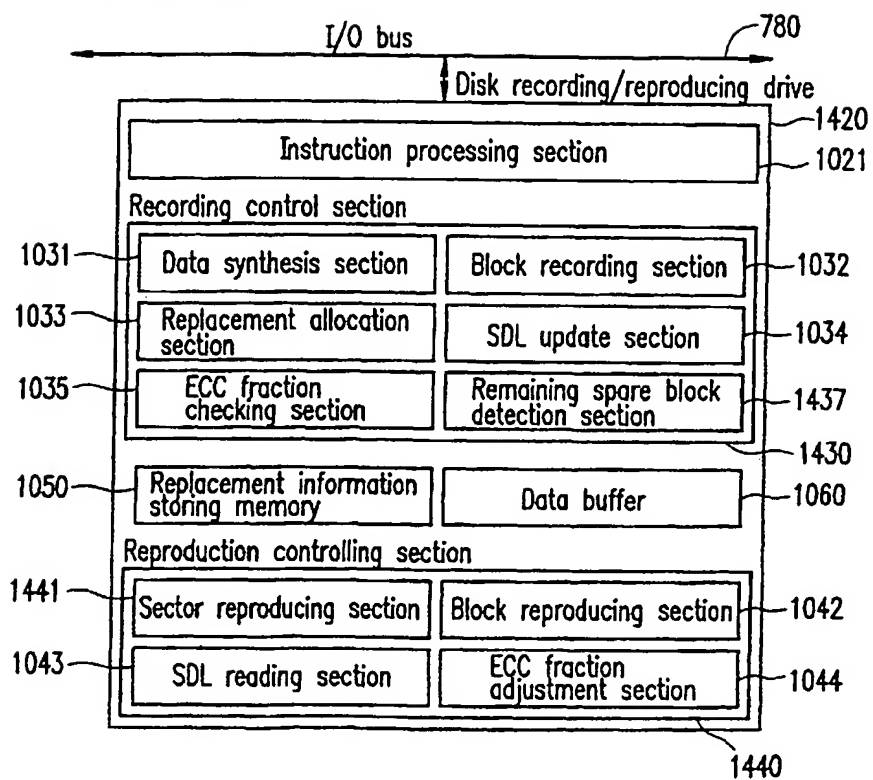 I/O bus
780
Disk recording/reproducing drive
1420
Instruction processing section
1021
Recording control section
1031
Data synthesis section
Block recording section
1032
1033
Replacement allocation
section
SDL update section
1034
1035
ECC fraction
checking section
Remaining spare block
detection section
1437
1430
1050
Replacement information
storing memory
Data buffer
1060
Reproduction controlling section
1441
Sector reproducing section
Block reproducing section
1042
1043
SDL reading section
ECC fraction
adjustment section
1044
1440